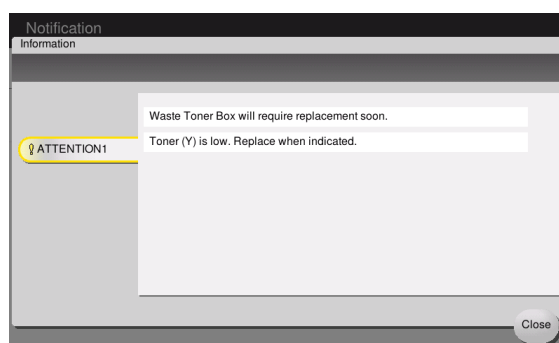 Notification
Information
Waste Toner Box will require replacement soon.
ATTENTION1
Toner (Y) is low. Replace when indicated.
Close